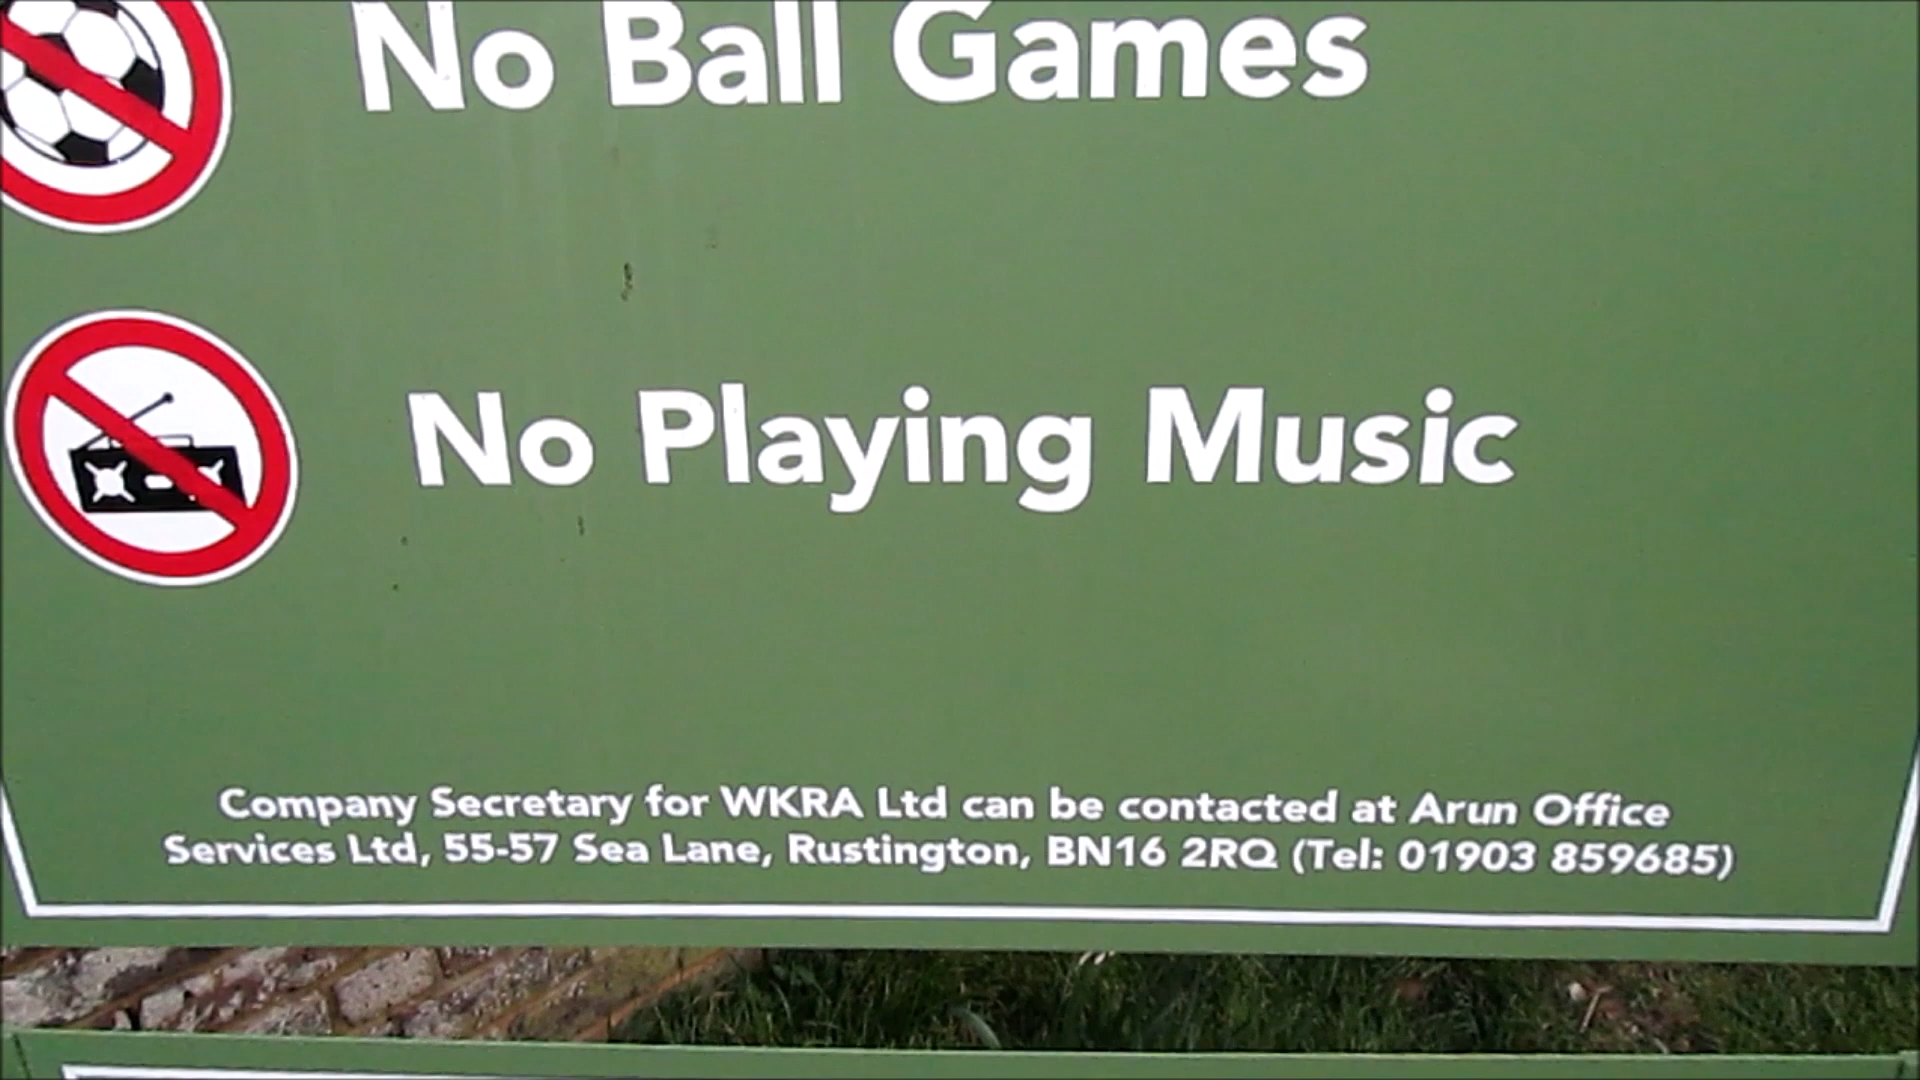 No Ball Games
No Playing Music
Company Secretary for WKRA Ltd can be contacted at Arun Office
Services Ltd, 55-57 Sea Lane, Rustington, BN16 2RQ (Tel: 01903 859685)